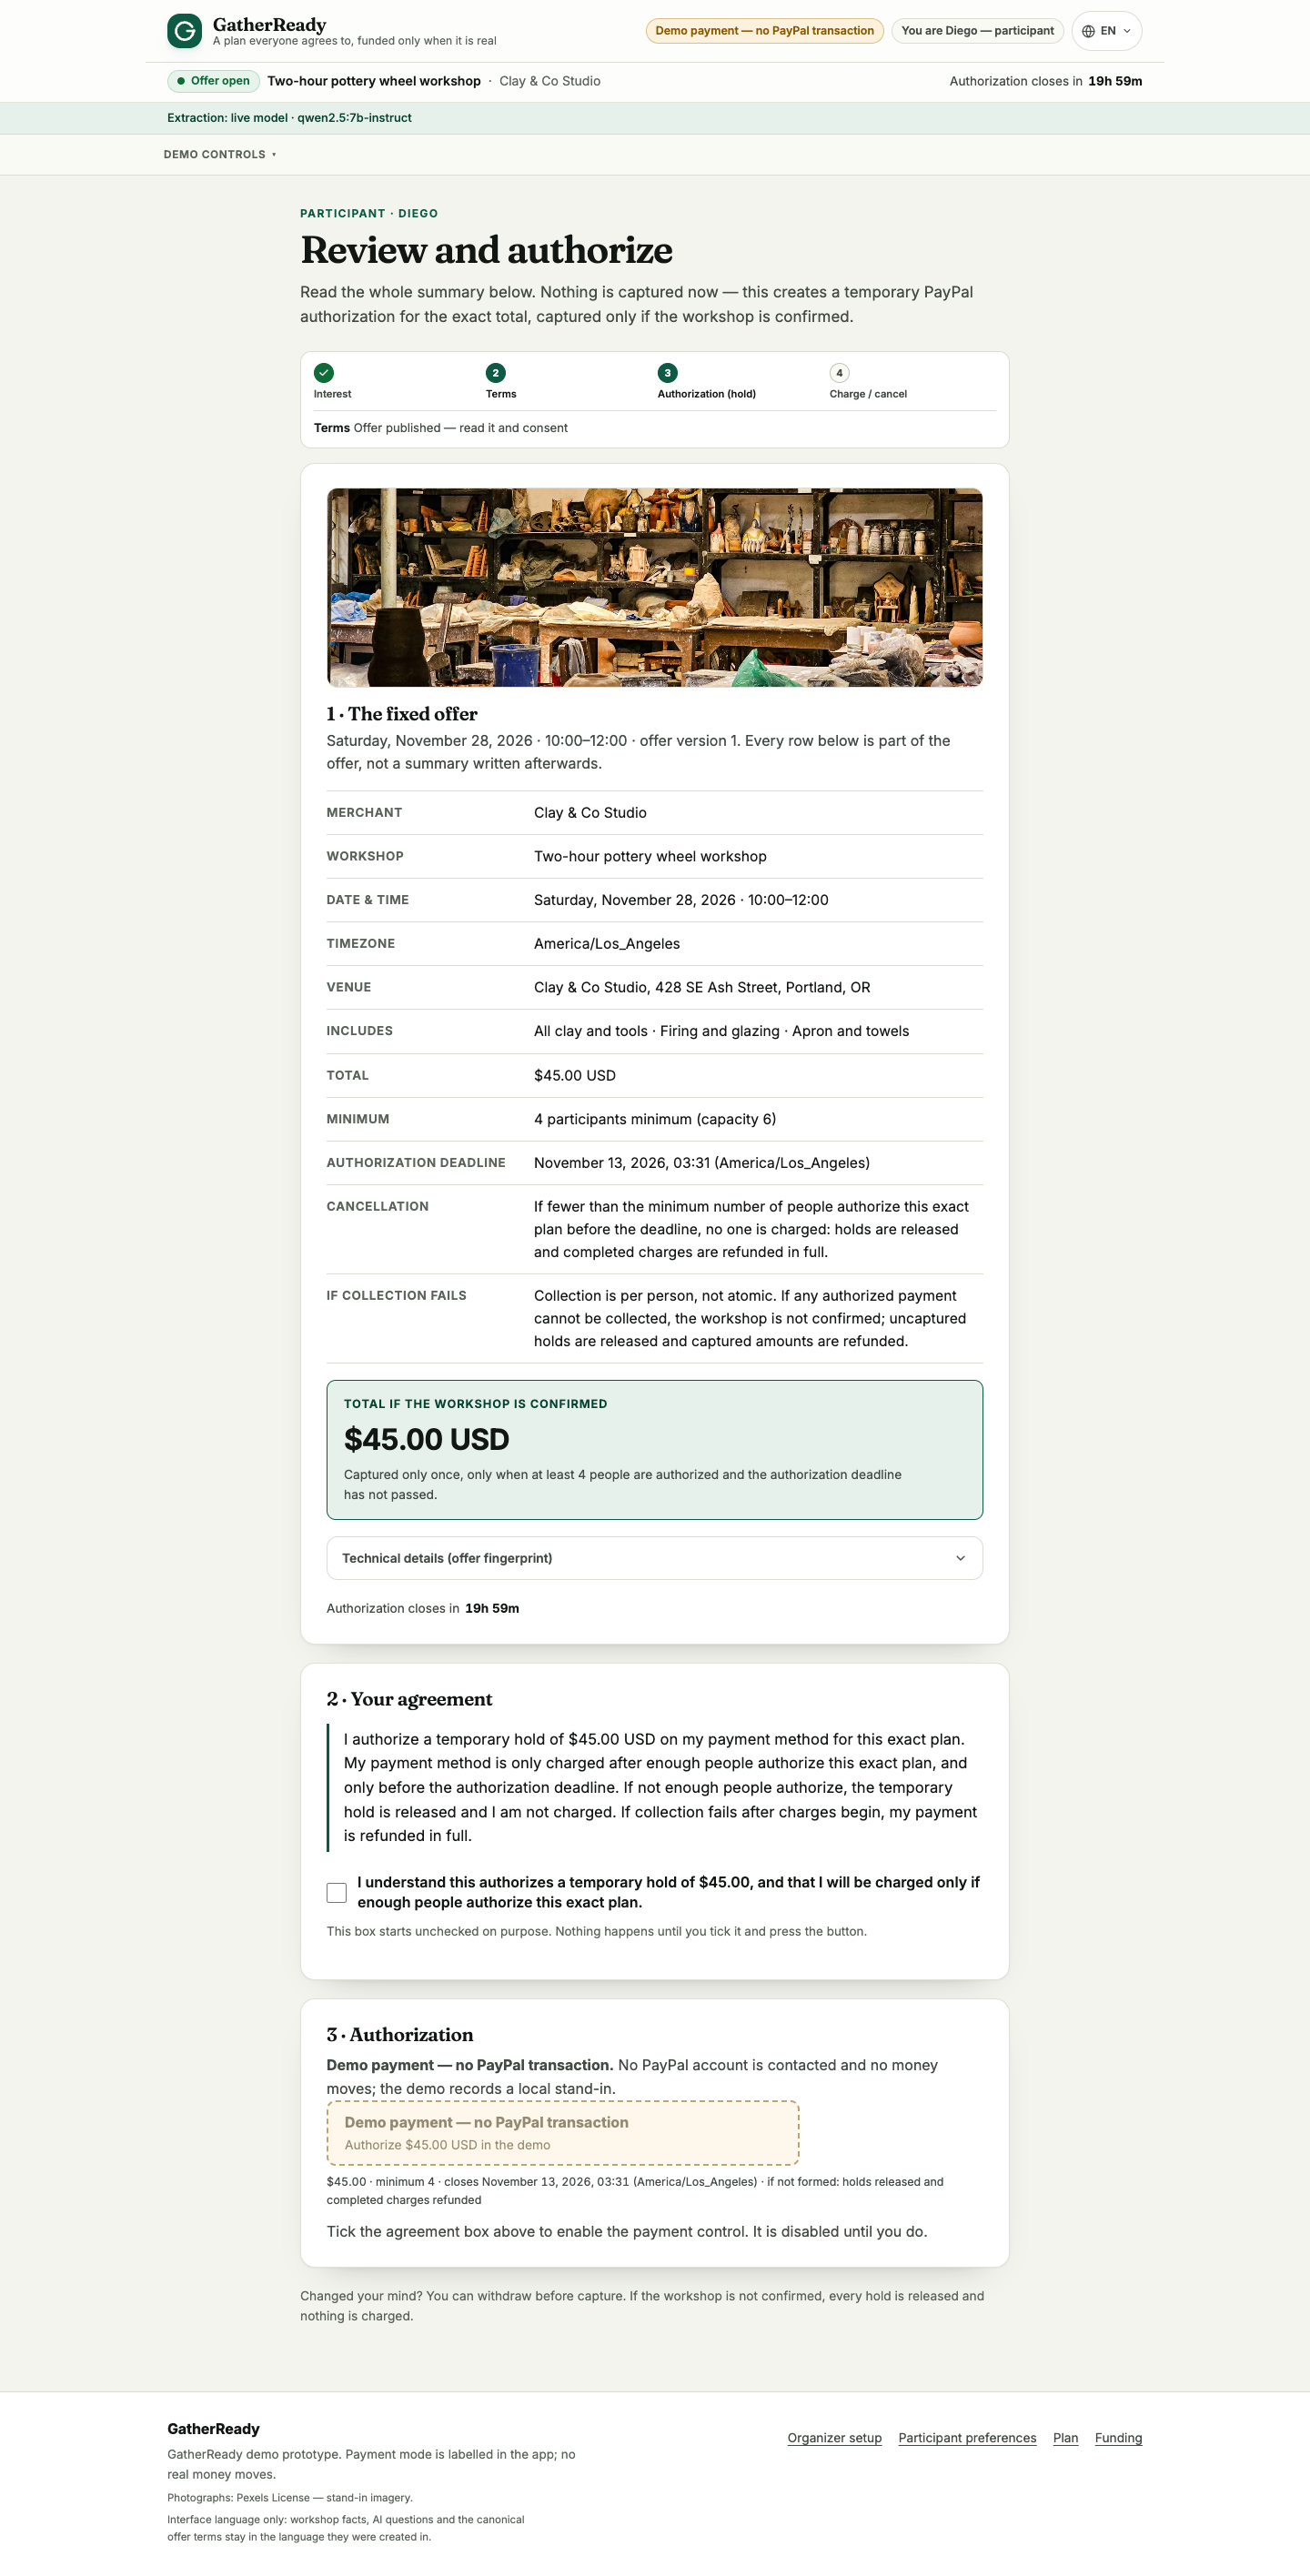 GatherReady
A plan everyone agrees to, funded only when it is real
Demo payment — no PayPal transaction
You are Diego — participant
EN
Offer open
Two-hour pottery wheel workshop · Clay & Co Studio
Authorization closes in 19h 59m
Extraction: live model · qwen2.5:7b-instruct
DEMO CONTROLS
PARTICIPANT · DIEGO
Review and authorize
Read the whole summary below. Nothing is captured now — this creates a temporary PayPal
authorization for the exact total, captured only if the workshop is confirmed.
2
3
4
Interest
Terms
Authorization (hold)
Charge / cancel
Terms Offer published — read it and consent
1 · The fixed offer
Saturday, November 28, 2026 · 10:00–12:00 · offer version 1. Every row below is part of the
offer, not a summary written afterwards.
MERCHANT
Clay & Co Studio
WORKSHOP
Two-hour pottery wheel workshop
DATE & TIME
Saturday, November 28, 2026 · 10:00–12:00
TIMEZONE
America/Los_Angeles
VENUE
Clay & Co Studio, 428 SE Ash Street, Portland, OR
INCLUDES
All clay and tools · Firing and glazing · Apron and towels
TOTAL
$45.00 USD
MINIMUM
4 participants minimum (capacity 6)
AUTHORIZATION DEADLINE
November 13, 2026, 03:31 (America/Los_Angeles)
CANCELLATION
If fewer than the minimum number of people authorize this exact
plan before the deadline, no one is charged: holds are released
and completed charges are refunded in full.
IF COLLECTION FAILS
Collection is per person, not atomic. If any authorized payment
cannot be collected, the workshop is not confirmed; uncaptured
holds are released and captured amounts are refunded.
TOTAL IF THE WORKSHOP IS CONFIRMED
$45.00 USD
Captured only once, only when at least 4 people are authorized and the authorization deadline
has not passed.
Technical details (offer fingerprint)
Authorization closes in 19h 59m
2 · Your agreement
I authorize a temporary hold of $45.00 USD on my payment method for this exact plan.
My payment method is only charged after enough people authorize this exact plan, and
only before the authorization deadline. If not enough people authorize, the temporary
hold is released and I am not charged. If collection fails after charges begin, my payment
is refunded in full.
I understand this authorizes a temporary hold of $45.00, and that I will be charged only if
enough people authorize this exact plan.
This box starts unchecked on purpose. Nothing happens until you tick it and press the button.
3 · Authorization
Demo payment — no PayPal transaction. No PayPal account is contacted and no money
moves; the demo records a local stand-in.
Demo payment — no PayPal transaction
Authorize $45.00 USD in the demo
$45.00 · minimum 4 · closes November 13, 2026, 03:31 (America/Los_Angeles) · if not formed: holds released and
completed charges refunded
Tick the agreement box above to enable the payment control. It is disabled until you do.
Changed your mind? You can withdraw before capture. If the workshop is not confirmed, every hold is released and
nothing is charged.
GatherReady
GatherReady demo prototype. Payment mode is labelled in the app; no
real money moves.
Photographs: Pexels License — stand-in imagery.
Interface language only: workshop facts, AI questions and the canonical
offer terms stay in the language they were created in.
Organizer setup
Participant preferences
Plan
Funding